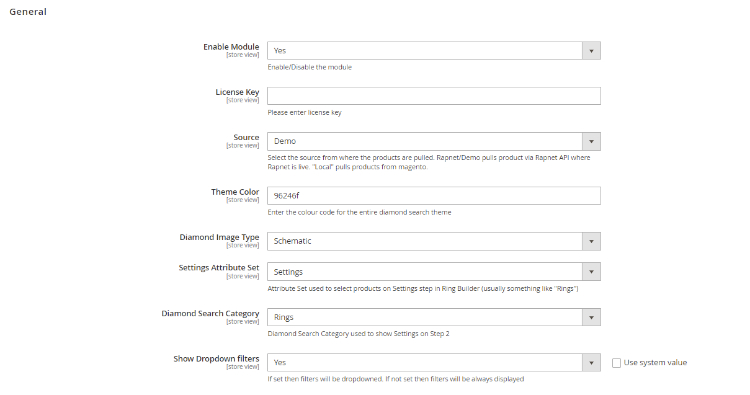 General
Enable Module
[store view]
Yes
Enable/Disable the module
License Key
[store view]
Please enter license key
Source
[store view]
Demo
Select the source from where the products are pulled. Rapnet/Demo pulls product via Rapnet API where
Rapnet is live. "Local" pulls products from magento.
Theme Color
[store view]
96246f
Enter the colour code for the entire diamond search theme
Diamond Image Type
[store view]
Schematic
Settings Attribute Set
[store view]
Settings
Attribute Set used to select products on Settings step in Ring Builder (usually something like "Rings")
Diamond Search Category
[store view]
Rings
Diamond Search Category used to show Settings on Step 2
Show Dropdown filters
[store view]
Yes
Use system value
If set then filters will be dropdowned. If not set then filters will be always displayed